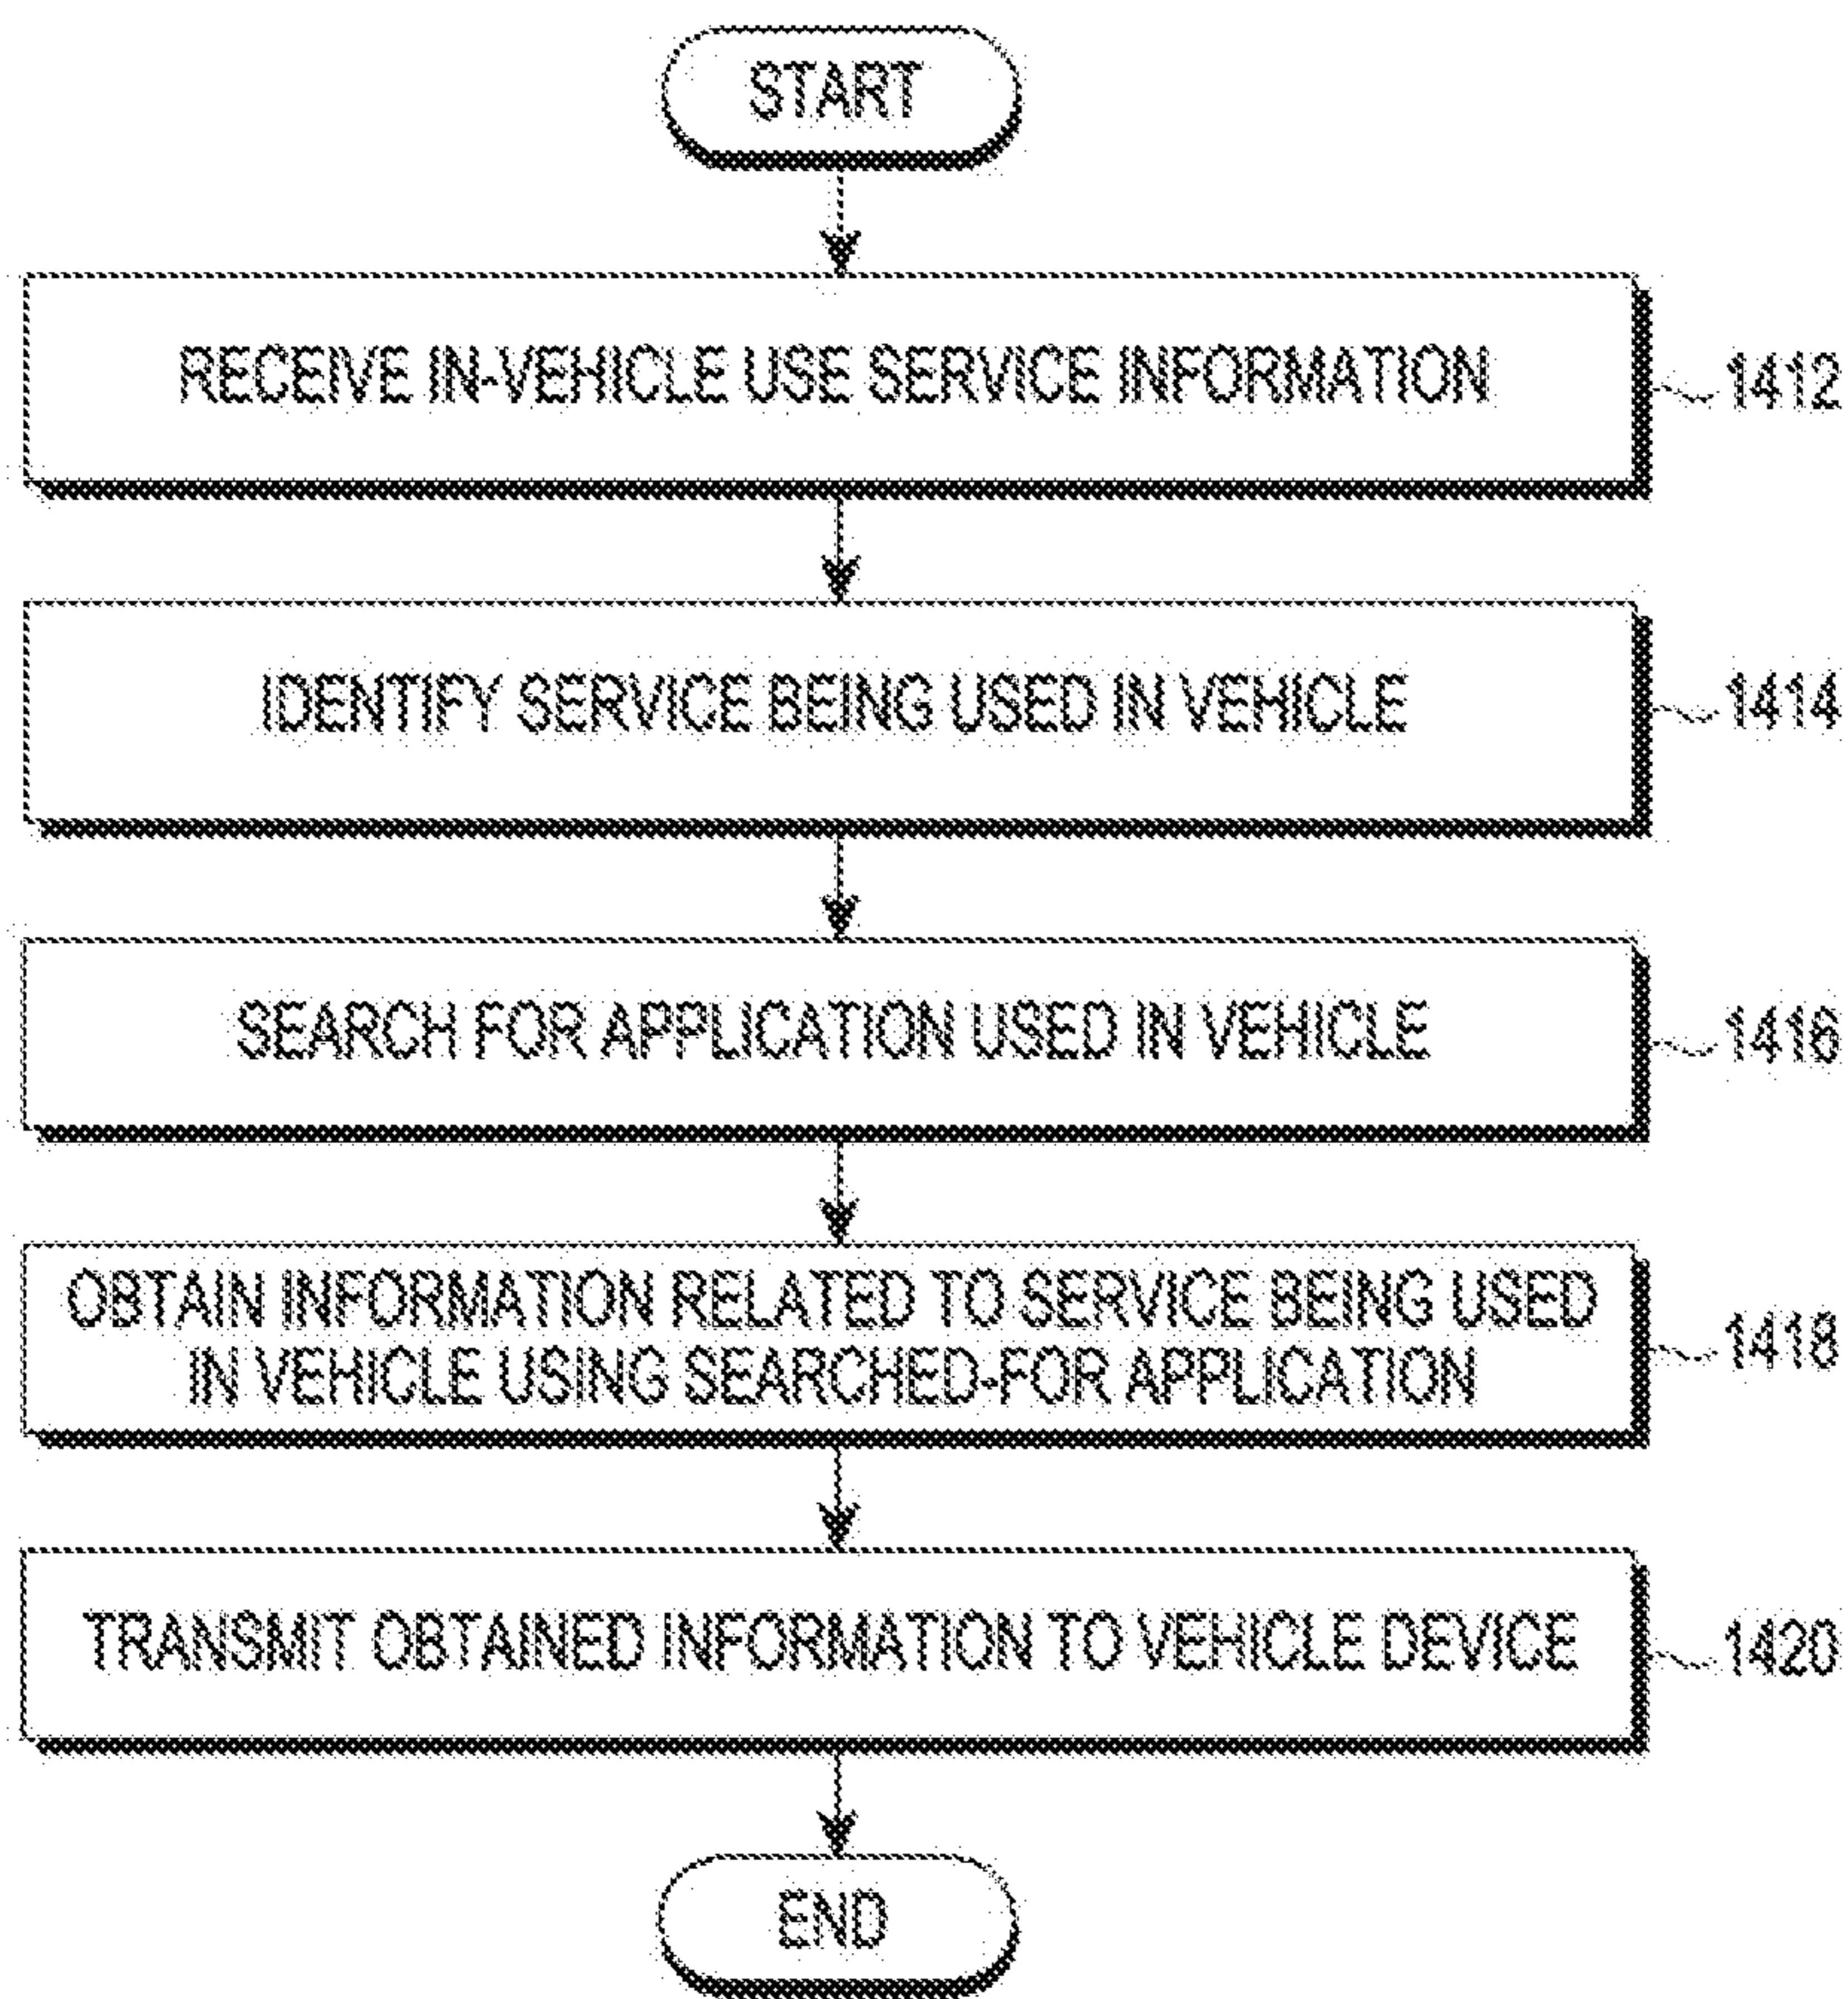 START
RECEIVE IN-VEHICLE USE SERVICE INFORMATION
1412
IDENTIFY SERVICE BEING USED IN VEHICLE
1414
SEARCH FOR APPLICATION USED IN VEHICLE
1416
OBTAIN INFORMATION RELATED TO SERVICE BEING USED
IN VEHICLE USING SEARCHED-FOR APPLICATION
1418
TRANSMIT OBTAINED INFORMATION TO VEHICLE DEVICE
1420
END